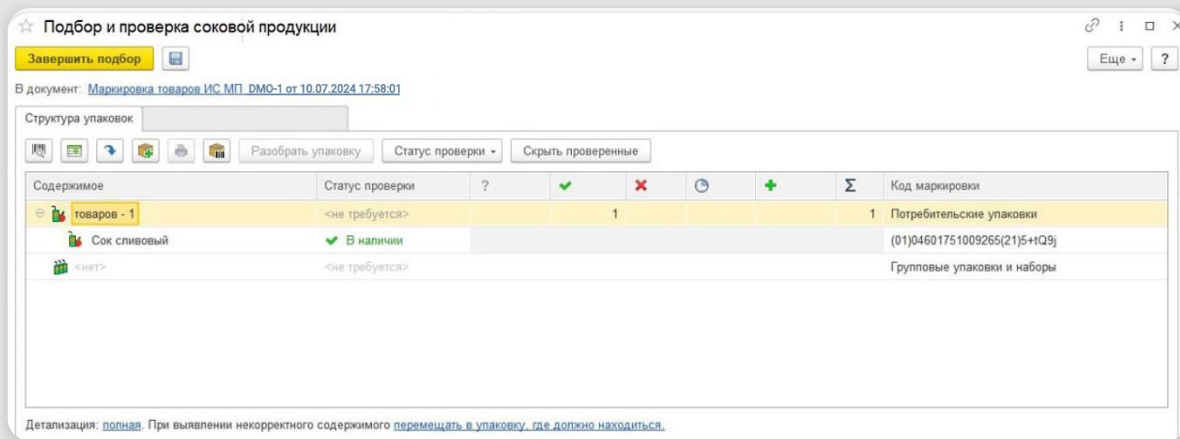 Подбор и проверка соковой продукции
Завершить подбор
Еще
?
В документ: Маркировка товаров ИС МП DMO-1 от 10.07.2024 17:58:01
Структура упаковок
Разобрать упаковку Статус проверки Скрыть проверенные
Содержимое Статус проверки ? Σ Код маркировки
товаров - 1 <не требуется> 1 1 Потребительские упаковки
Сок сливовый В наличии (01)04601751009265(21)5+tQ9j
<нет> <не требуется> Групповые упаковки и наборы
Детализация: полная. При выявлении некорректного содержимого перемещать в упаковку, где должно находиться.